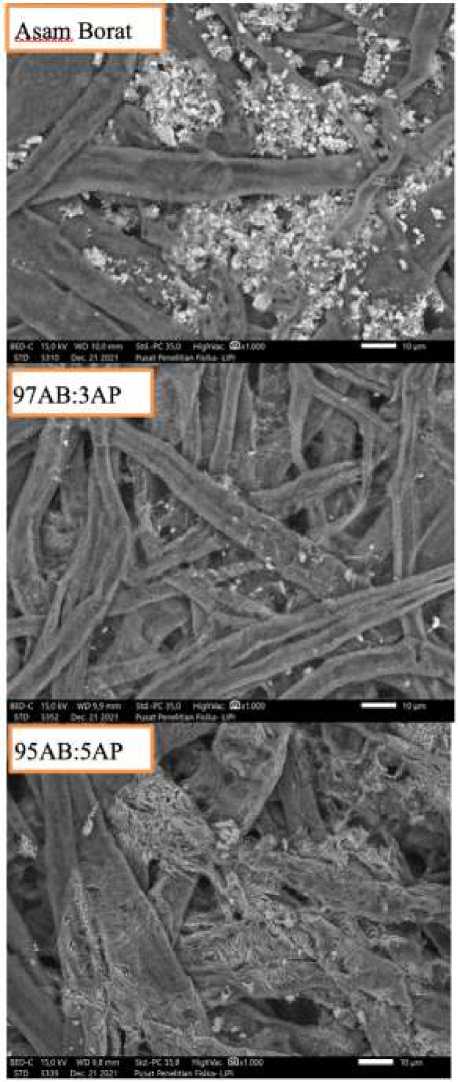 Asam Borat
BED-C 15,0 kV WD 10,0 mm Std.-PC 35,0 HighVac. x1.000 10 µm
STD 5310 Dec. 21 2021 Pusat Penelitian Fisika- LIPI
97AB:3AP
BED-C 15,0 kV WD 9,9 mm Std.-PC 35,0 HighVac. x1.000 10 µm
STD 5352 Dec. 21 2021 Pusat Penelitian Fisika- LIPI
95AB:5AP
BED-C 15,0 kV WD 9,8 mm Std.-PC 35,0 HighVac. x1.000 10 µm
STD 5339 Dec. 21 2021 Pusat Penelitian Fisika- LIPI